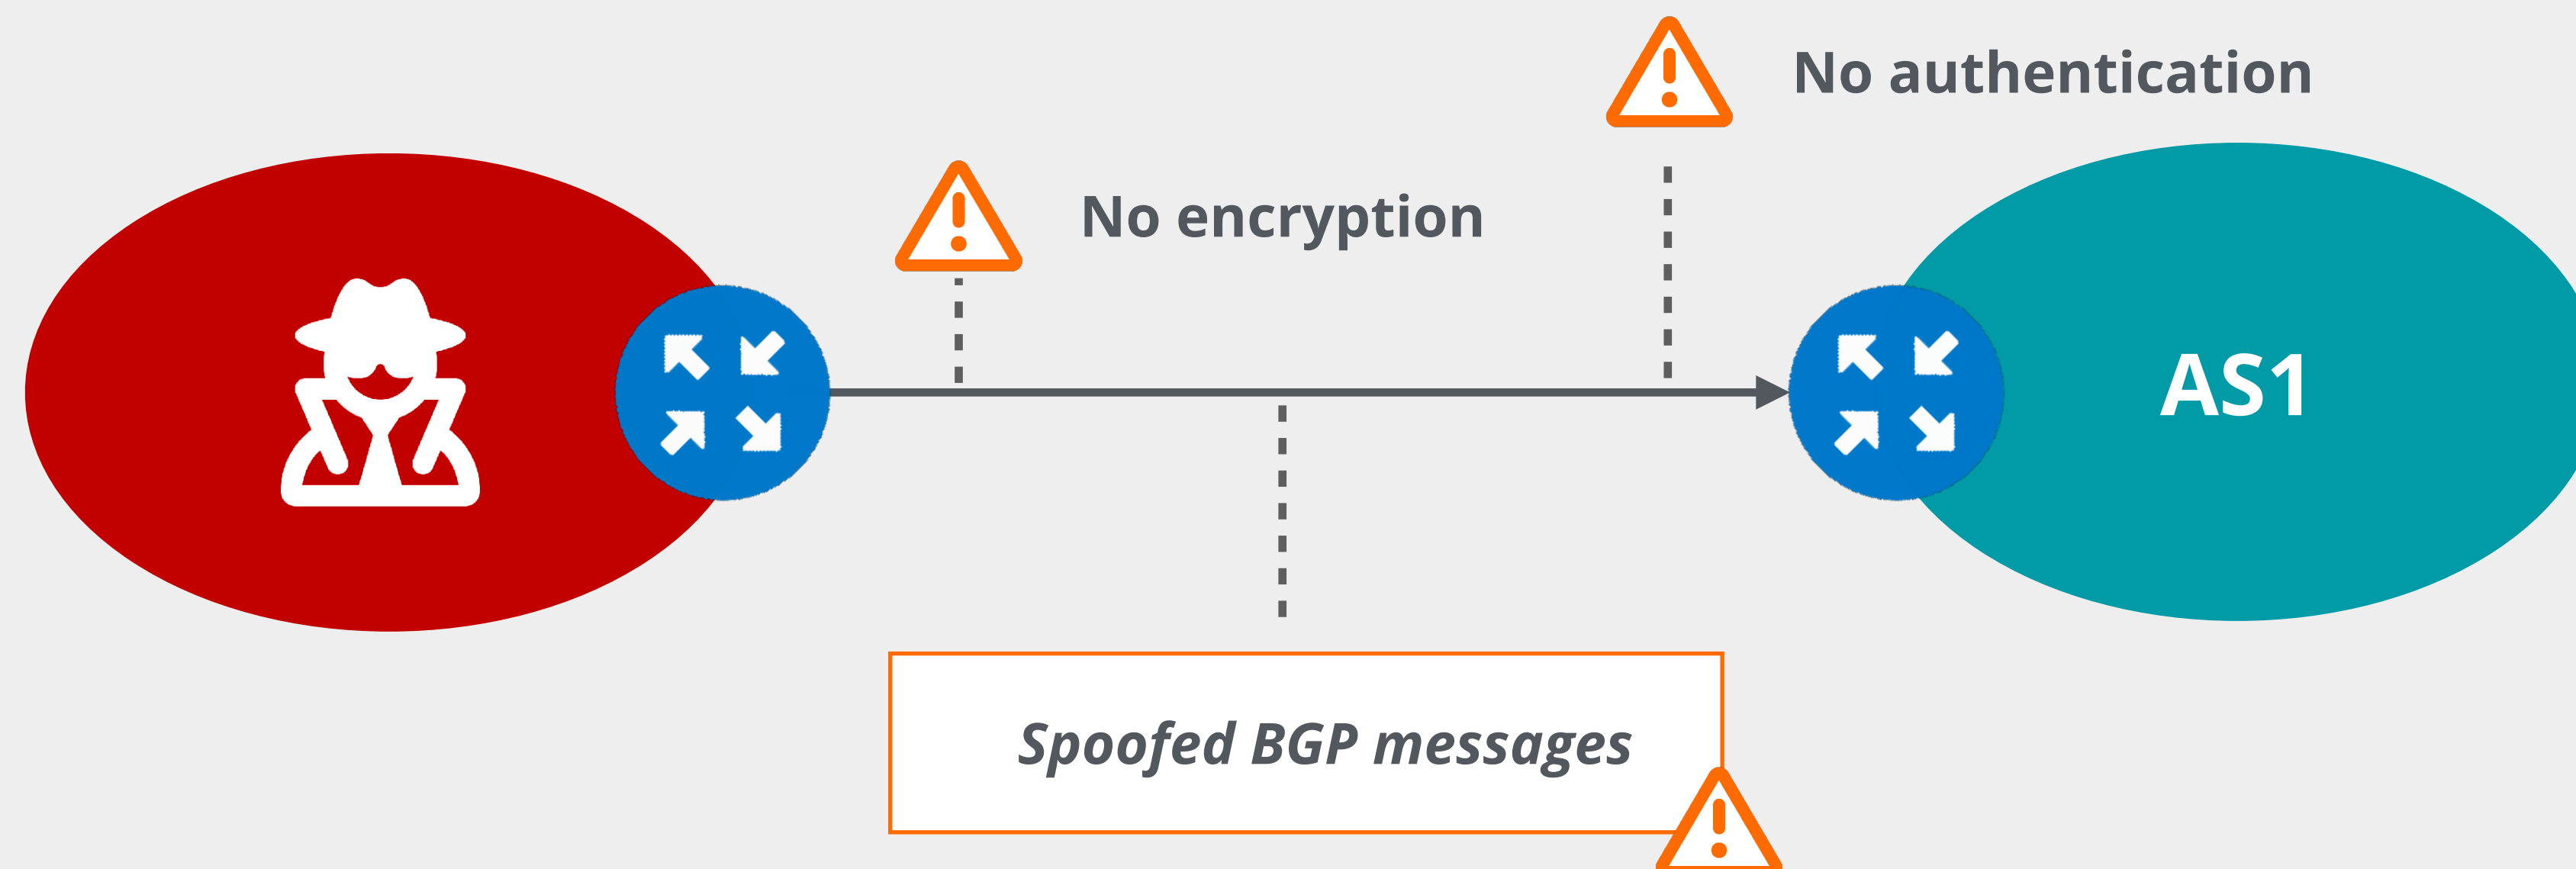 No authentication
No encryption
AS1
Spoofed BGP messages